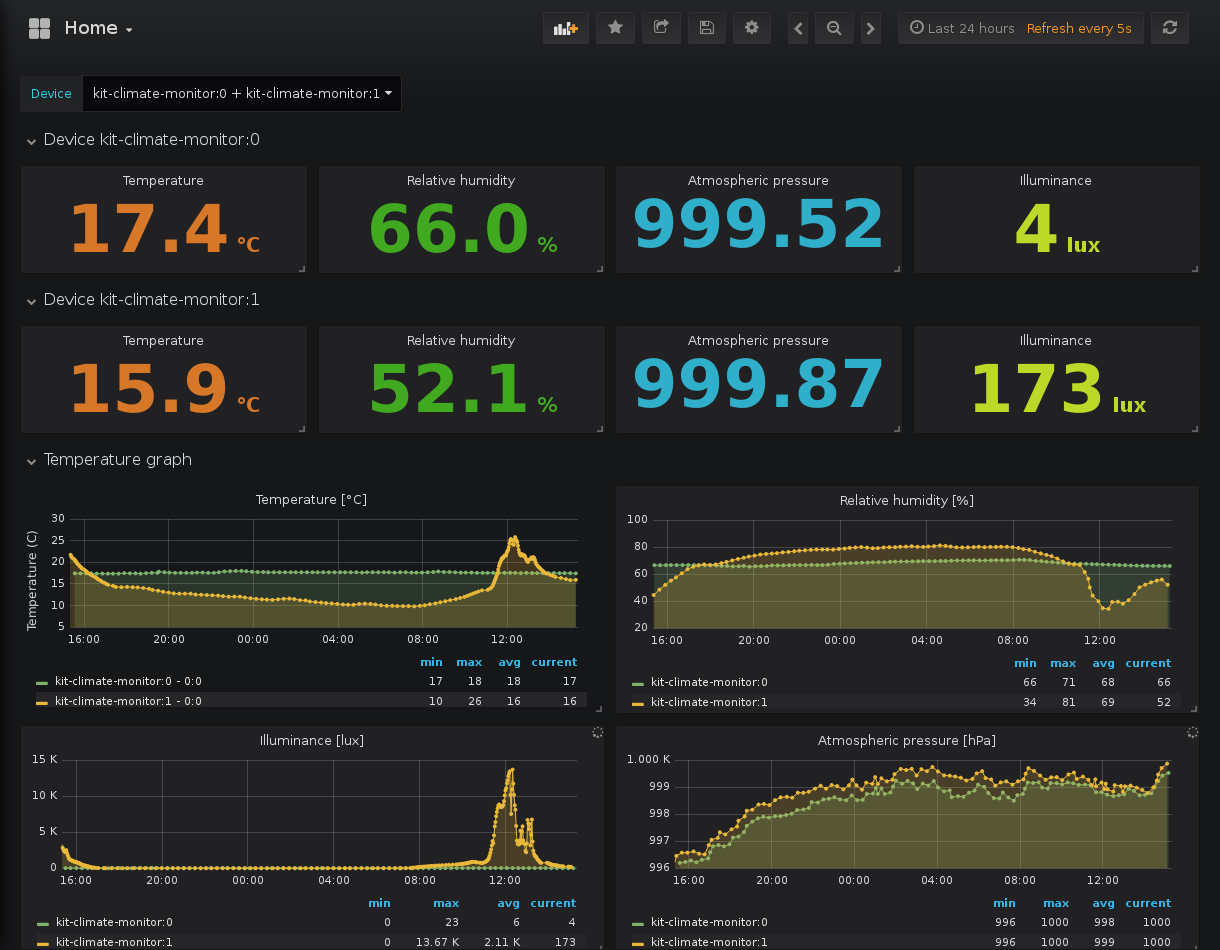 Home
Last 24 hours Refresh every 5s
Device kit-climate-monitor:0 + kit-climate-monitor:1
Device kit-climate-monitor:0
Temperature Relative humidity Atmospheric pressure Illuminance
17.4 °C 66.0 % 999.52 4 lux
Device kit-climate-monitor:1
Temperature Relative humidity Atmospheric pressure Illuminance
15.9 °C 52.1 % 999.87 173 lux
Temperature graph
Temperature [°C]
Temperature (C)
30
25
20
15
10
5
16:00 20:00 00:00 04:00 08:00 12:00
min max avg current
kit-climate-monitor:0 - 0:0 17 18 18 17
kit-climate-monitor:1 - 0:0 10 26 16 16
Relative humidity [%]
100
80
60
40
20
16:00 20:00 00:00 04:00 08:00 12:00
min max avg current
kit-climate-monitor:0 66 71 68 66
kit-climate-monitor:1 34 81 69 52
Illuminance [lux]
15 K
10 K
5 K
0
16:00 20:00 00:00 04:00 08:00 12:00
min max avg current
kit-climate-monitor:0 0 23 6 4
kit-climate-monitor:1 0 13.67 K 2.11 K 173
Atmospheric pressure [hPa]
1.000 K
999
998
997
996
16:00 20:00 00:00 04:00 08:00 12:00
min max avg current
kit-climate-monitor:0 996 1000 998 1000
kit-climate-monitor:1 996 1000 999 1000